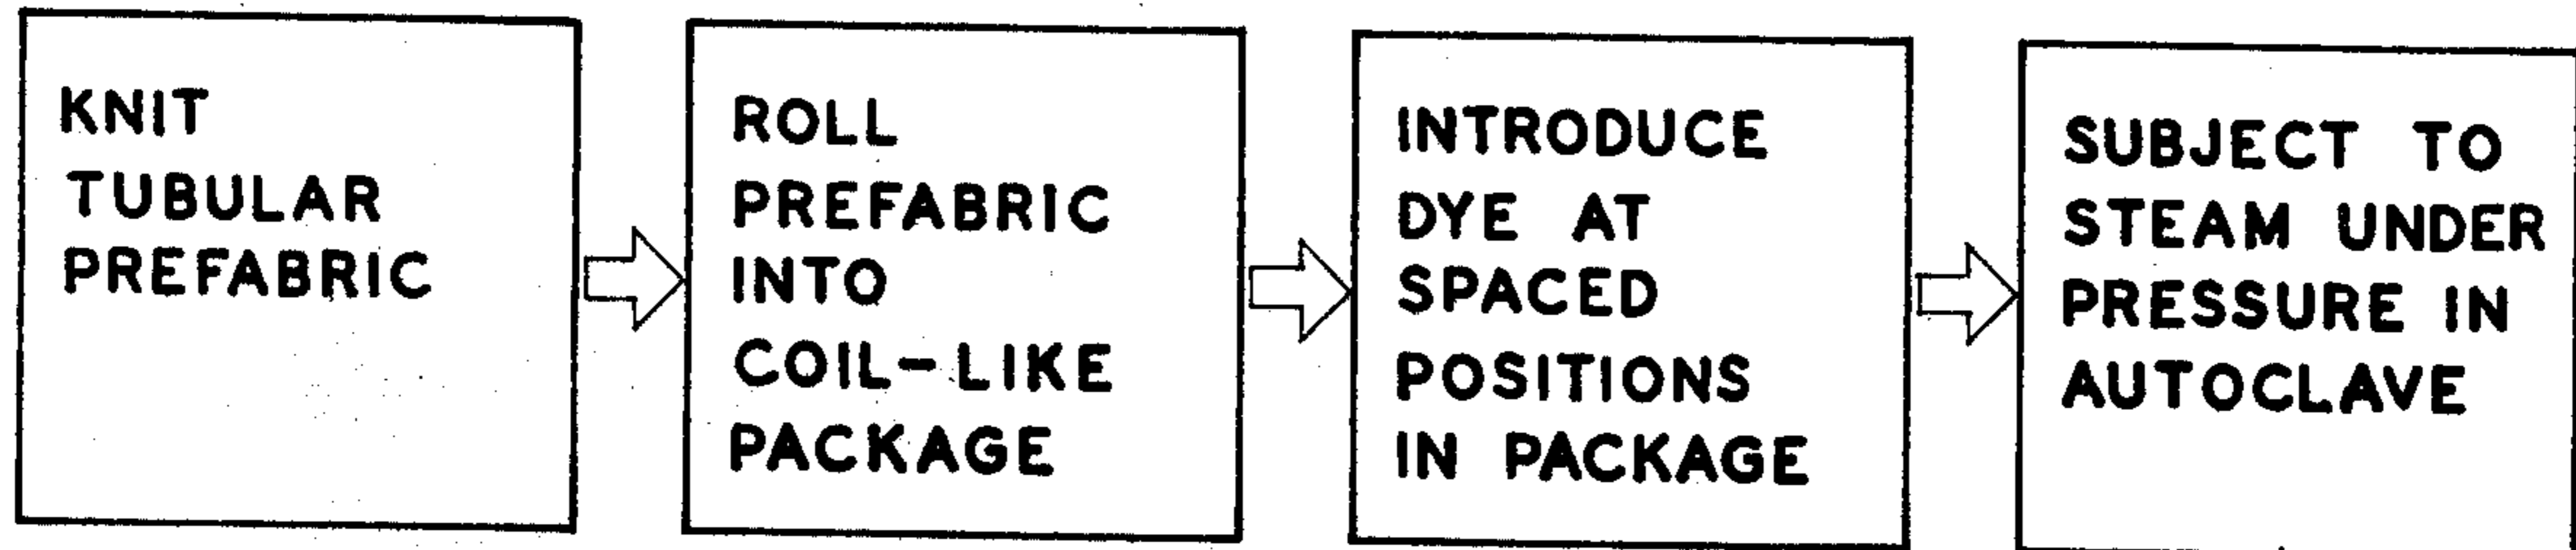 KNIT
TUBULAR
PREFABRIC
ROLL
PREFABRIC
INTO
COIL-LIKE
PACKAGE
INTRODUCE
DYE AT
SPACED
POSITIONS
IN PACKAGE
SUBJECT TO
STEAM UNDER
PRESSURE IN
AUTOCLAVE